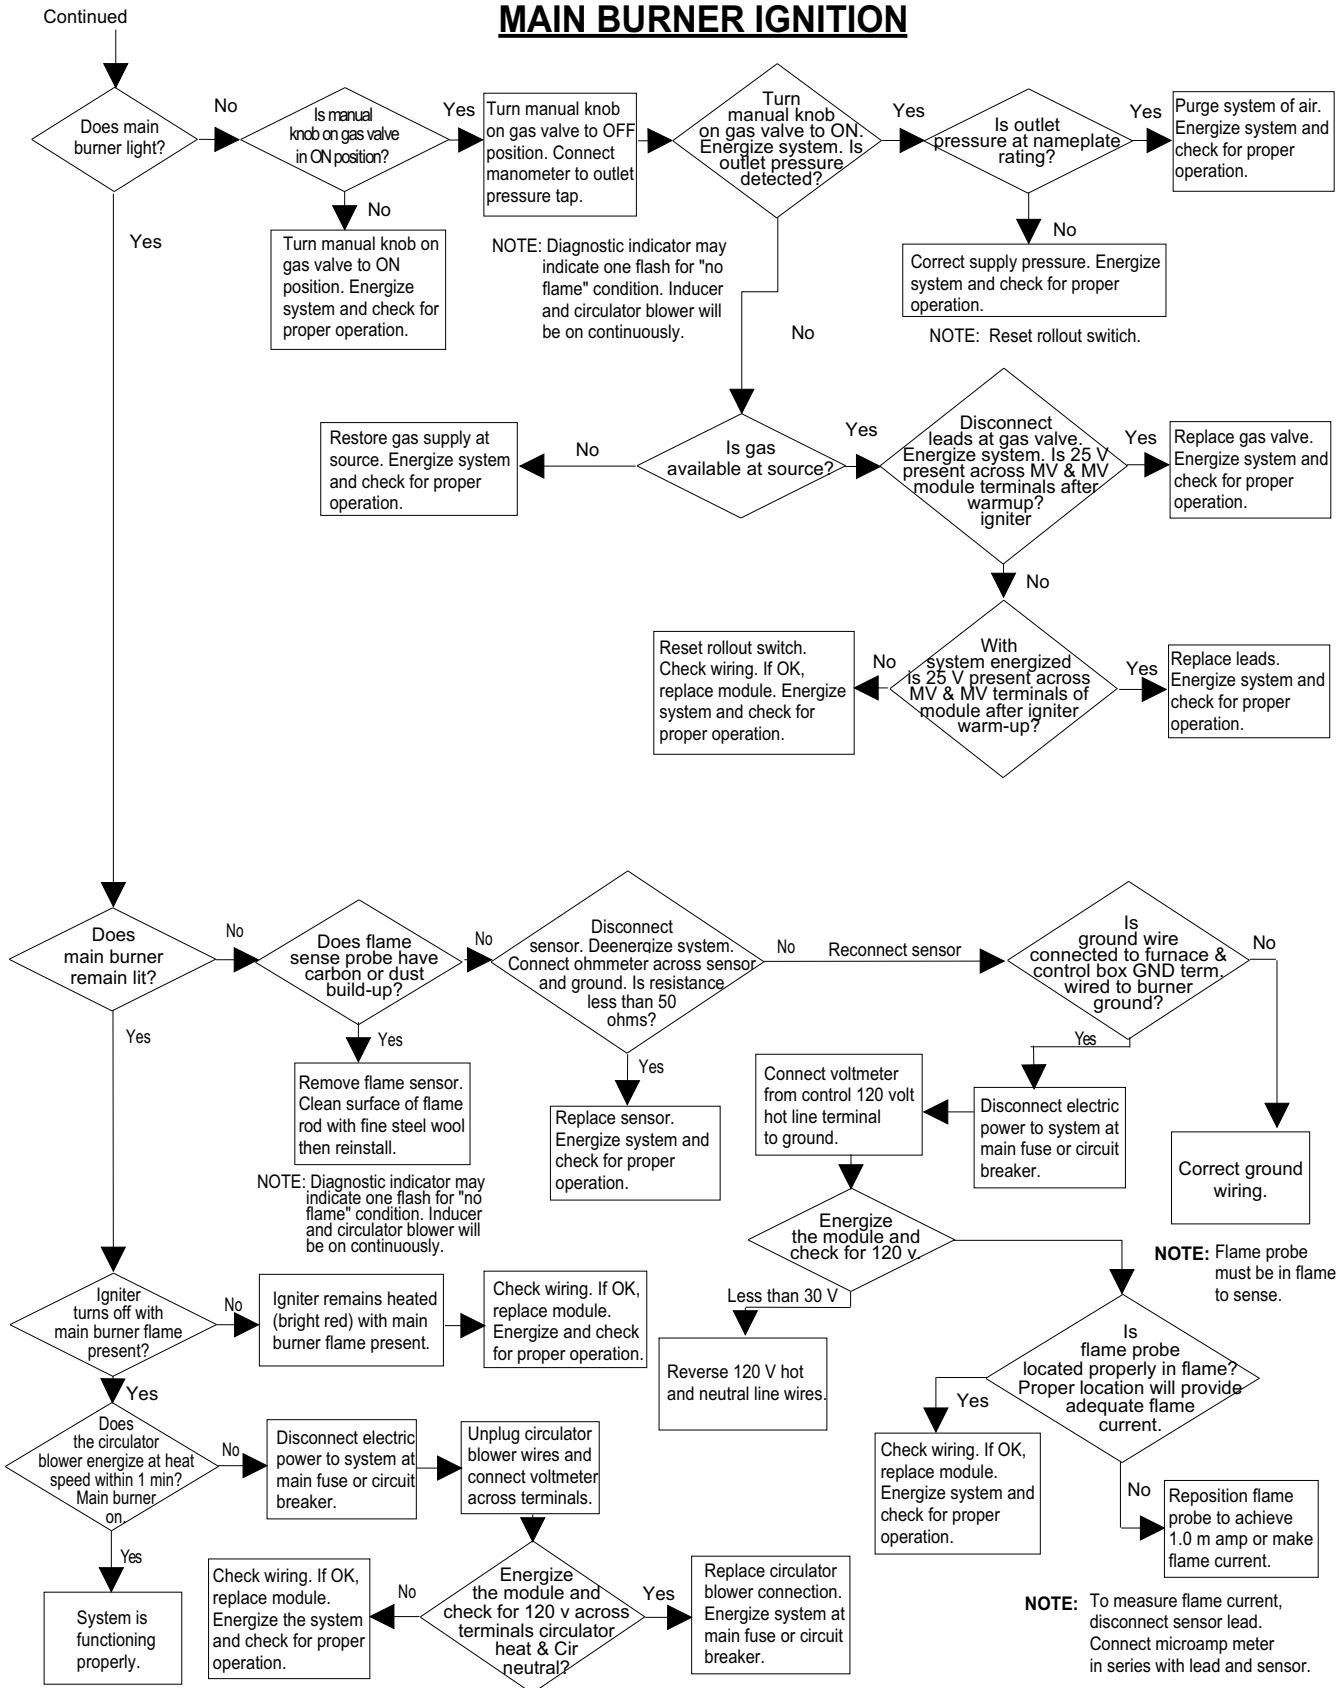 Continued
MAIN BURNER IGNITION
Does main
burner light?
No
Is manual
knob on gas valve
in ON position?
Yes
Turn manual knob
on gas valve to OFF
position. Connect
manometer to outlet
pressure tap.
Turn
manual knob
on gas valve to ON.
Energize system. Is
outlet pressure
detected?
Yes
Is outlet
pressure at nameplate
rating?
Yes
Purge system of air.
Energize system and
check for proper
operation.
Yes
No
Turn manual knob on
gas valve to ON
position. Energize
system and check for
proper operation.
NOTE: Diagnostic indicator may
indicate one flash for "no
flame" condition. Inducer
and circulator blower will
be on continuously.
No
No
Correct supply pressure. Energize
system and check for proper
operation.
NOTE: Reset rollout switich.
Restore gas supply at
source. Energize system
and check for proper
operation.
No
Is gas
available at source?
Yes
Disconnect
leads at gas valve.
Energize system. Is 25 V
present across MV & MV
module terminals after
warmup?
igniter
Yes
Replace gas valve.
Energize system and
check for proper
operation.
No
Reset rollout switch.
Check wiring. If OK,
replace module. Energize
system and check for
proper operation.
No
With
system energized
is 25 V present across
MV & MV terminals of
module after igniter
warm-up?
Yes
Replace leads.
Energize system and
check for proper
operation.
Does
main burner
remain lit?
No
Does flame
sense probe have
carbon or dust
build-up?
No
Disconnect
sensor. Deenergize system.
Connect ohmmeter across sensor
and ground. Is resistance
less than 50
ohms?
No
Reconnect sensor
Is
ground wire
connected to furnace &
control box GND term.
wired to burner
ground?
No
Yes
Yes
Remove flame sensor.
Clean surface of flame
rod with fine steel wool
then reinstall.
NOTE: Diagnostic indicator may
indicate one flash for "no
flame" condition. Inducer
and circulator blower will
be on continuously.
Yes
Replace sensor.
Energize system and
check for proper
operation.
Connect voltmeter
from control 120 volt
hot line terminal
to ground.
Yes
Disconnect electric
power to system at
main fuse or circuit
breaker.
Correct ground
wiring.
NOTE: Flame probe
must be in flame
to sense.
Energize
the module and
check for 120 v.
Less than 30 V
Reverse 120 V hot
and neutral line wires.
Is
flame probe
located properly in flame?
Proper location will provide
adequate flame
current.
Yes
Check wiring. If OK,
replace module.
Energize system and
check for proper
operation.
No
Reposition flame
probe to achieve
1.0 m amp or make
flame current.
NOTE: To measure flame current,
disconnect sensor lead.
Connect microamp meter
in series with lead and sensor.
Igniter
turns off with
main burner flame
present?
No
Igniter remains heated
(bright red) with main
burner flame present.
Check wiring. If OK,
replace module.
Energize and check
for proper operation.
Yes
Does
the circulator
blower energize at heat
speed within 1 min?
Main burner
on.
No
Disconnect electric
power to system at
main fuse or circuit
breaker.
Unplug circulator
blower wires and
connect voltmeter
across terminals.
Yes
System is
functioning
properly.
Check wiring. If OK,
replace module.
Energize the system
and check for proper
operation.
No
Energize
the module and
check for 120 v across
terminals circulator
heat & Cir
neutral?
Yes
Replace circulator
blower connection.
Energize system at
main fuse or circuit
breaker.